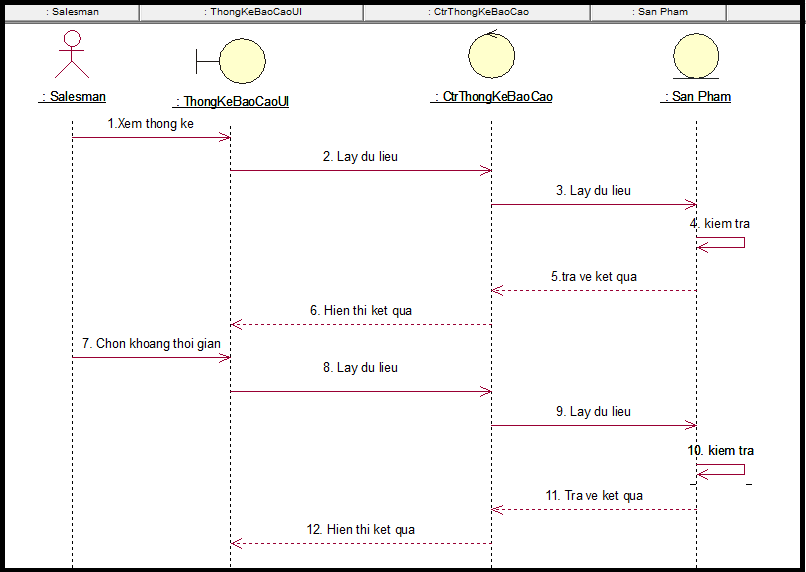 : Salesman
: ThongKeBaoCaoUI
: CtrThongKeBaoCao
: San Pham
: Salesman
: ThongKeBaoCaoUI
: CtrThongKeBaoCao
: San Pham
1.Xem thong ke
2. Lay du lieu
3. Lay du lieu
4. kiem tra
5.tra ve ket qua
6. Hien thi ket qua
7. Chon khoang thoi gian
8. Lay du lieu
9. Lay du lieu
10. kiem tra
11. Tra ve ket qua
12. Hien thi ket qua